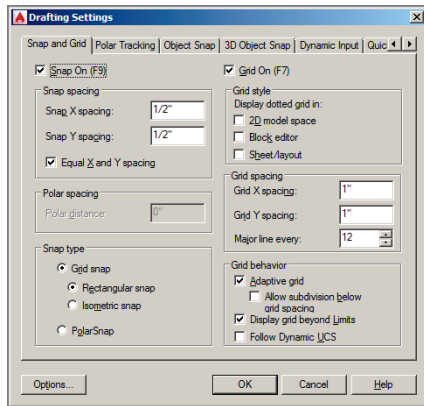 Drafting Settings
Snap and Grid Polar Tracking Object Snap 3D Object Snap Dynamic Input Quic
Snap On (F9)
Snap spacing
Snap X spacing: 1/2"
Snap Y spacing: 1/2"
Equal X and Y spacing
Polar spacing
Polar distance: 0"
Snap type
Grid snap
Rectangular snap
Isometric snap
PolarSnap
Grid On (F7)
Grid style
Display dotted grid in:
2D model space
Block editor
Sheet/layout
Grid spacing
Grid X spacing: 1"
Grid Y spacing: 1"
Major line every: 12
Grid behavior
Adaptive grid
Allow subdivision below
grid spacing
Display grid beyond Limits
Follow Dynamic UCS
Options... OK Cancel Help